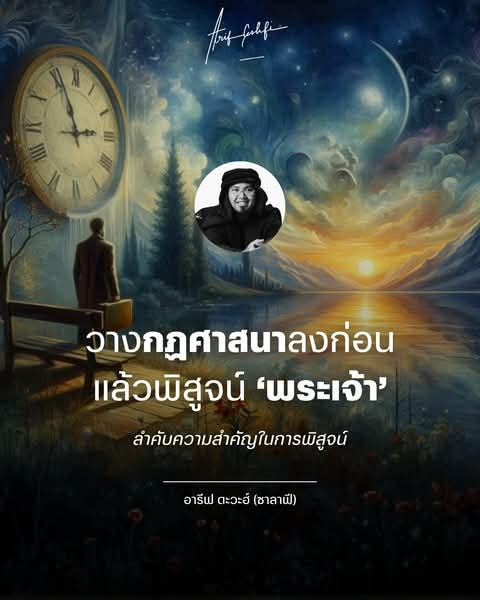 วางกฎศาสนาลงก่อน
แล้วพิสูจน์ ‘พระเจ้า’
ลำดับความสำคัญในการพิสูจน์
อารีฟ ตะวะฮ์ (ซาลาฟี)